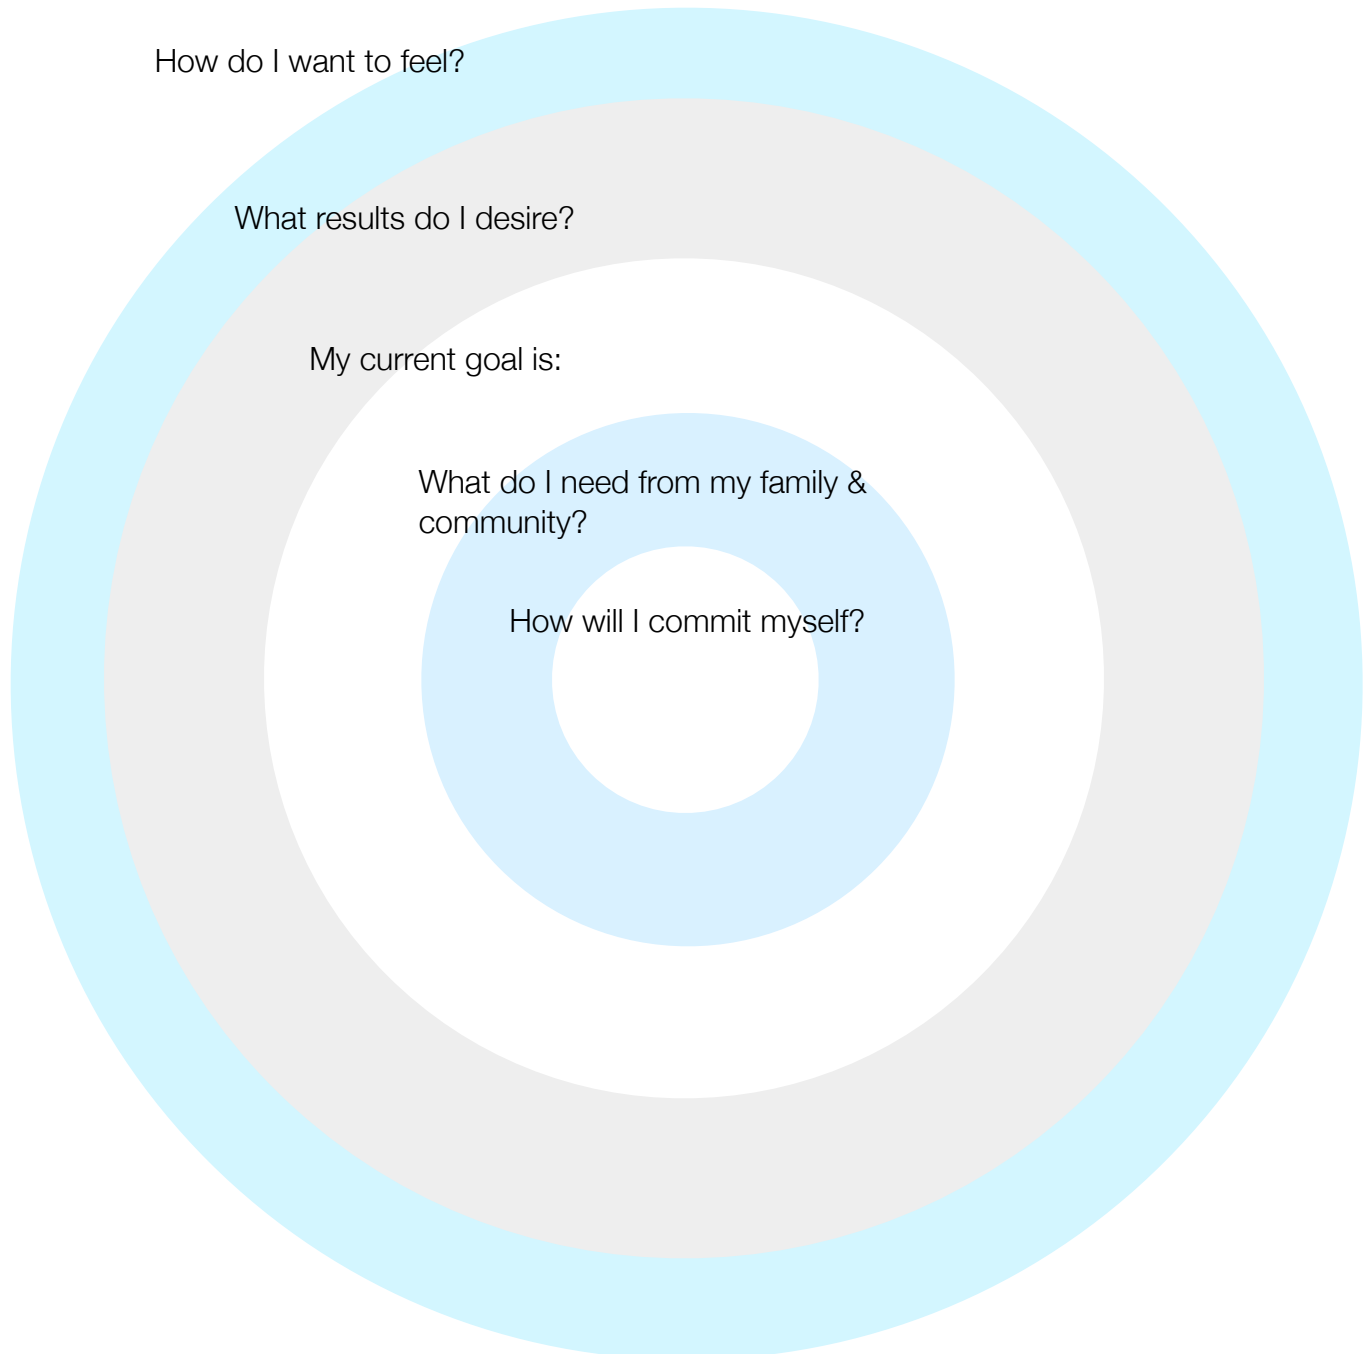 How do I want to feel?
What results do I desire?
My current goal is:
What do I need from my family &
community?
How will I commit myself?